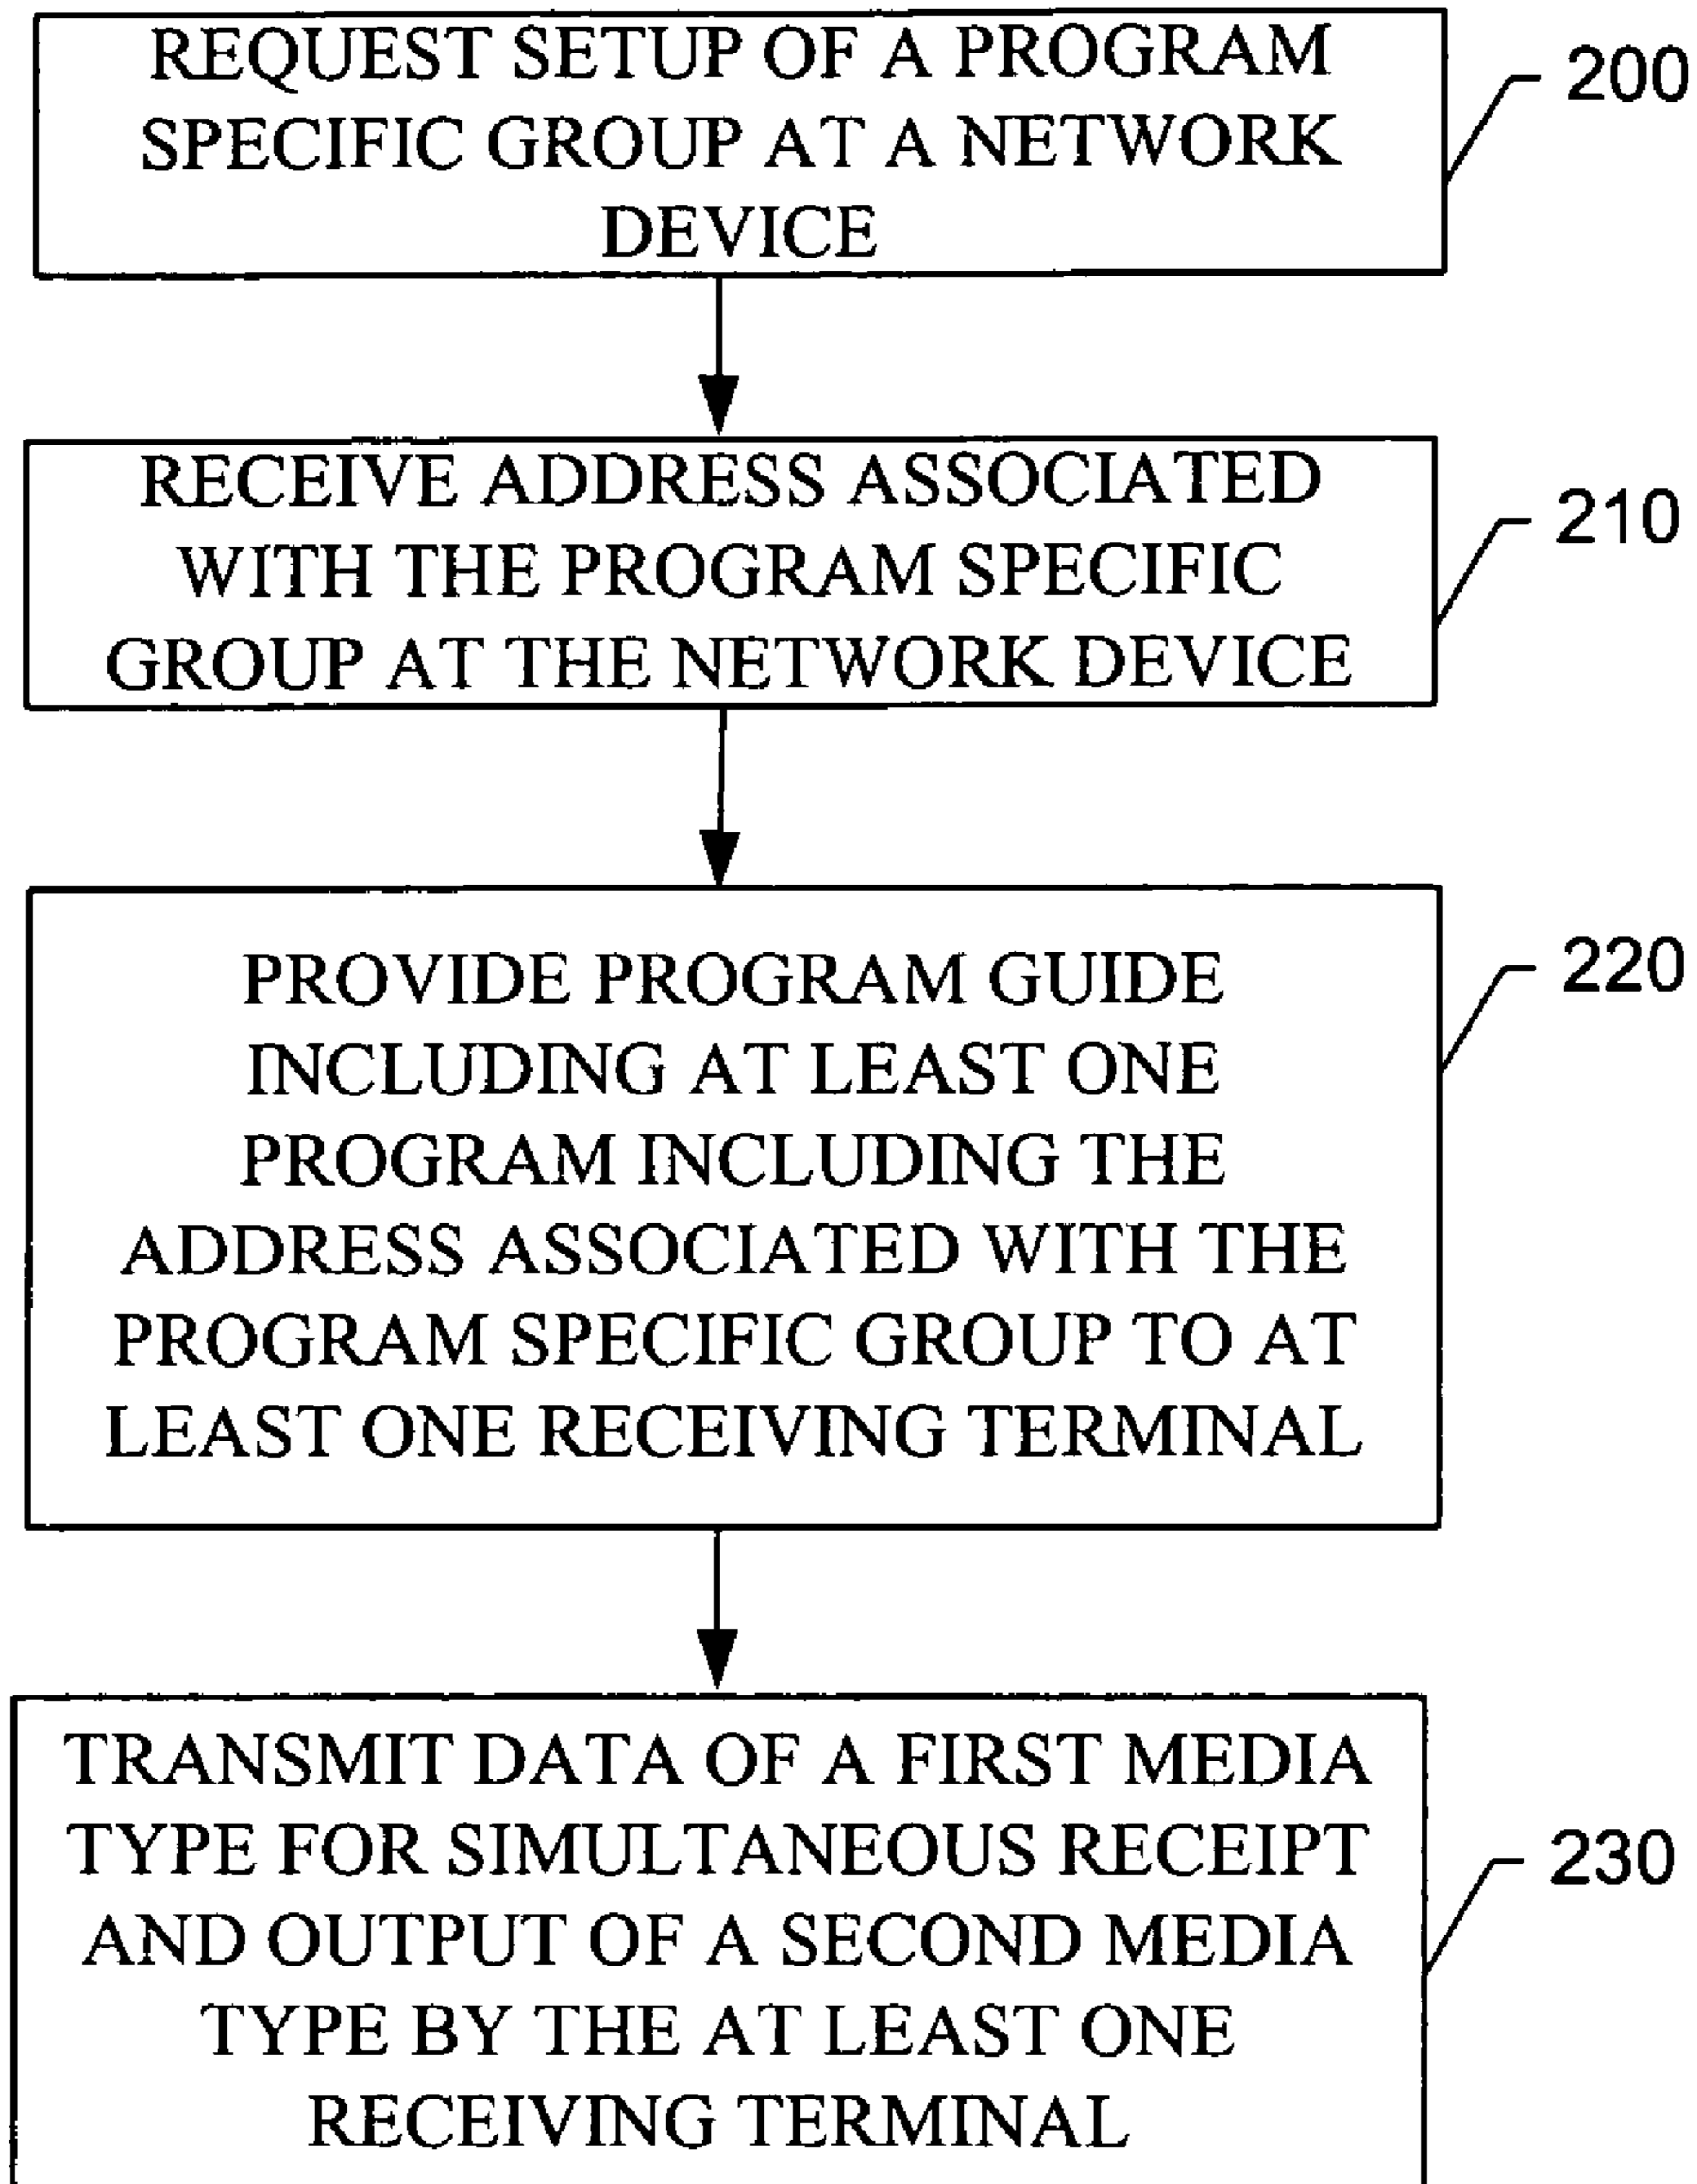 REQUEST SETUP OF A PROGRAM
SPECIFIC GROUP AT A NETWORK
DEVICE
200
RECEIVE ADDRESS ASSOCIATED
WITH THE PROGRAM SPECIFIC
GROUP AT THE NETWORK DEVICE
210
PROVIDE PROGRAM GUIDE
INCLUDING AT LEAST ONE
PROGRAM INCLUDING THE
ADDRESS ASSOCIATED WITH THE
PROGRAM SPECIFIC GROUP TO AT
LEAST ONE RECEIVING TERMINAL
220
TRANSMIT DATA OF A FIRST MEDIA
TYPE FOR SIMULTANEOUS RECEIPT
AND OUTPUT OF A SECOND MEDIA
TYPE BY THE AT LEAST ONE
RECEIVING TERMINAL
230